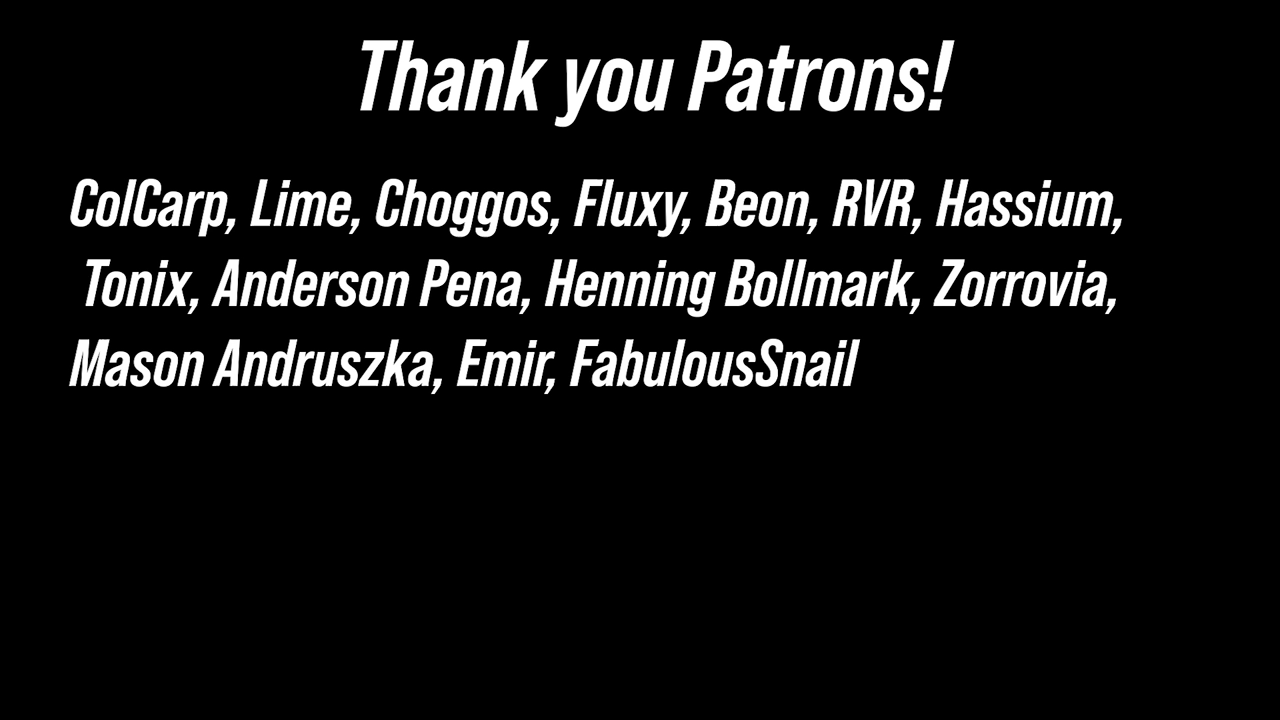 Thank you Patrons!
ColCarp, Lime, Choggos, Fluxy, Beon, RVR, Hassium,
Tonix, Anderson Pena, Henning Bollmark, Zorrovia,
Mason Andruszka, Emir, FabulousSnail